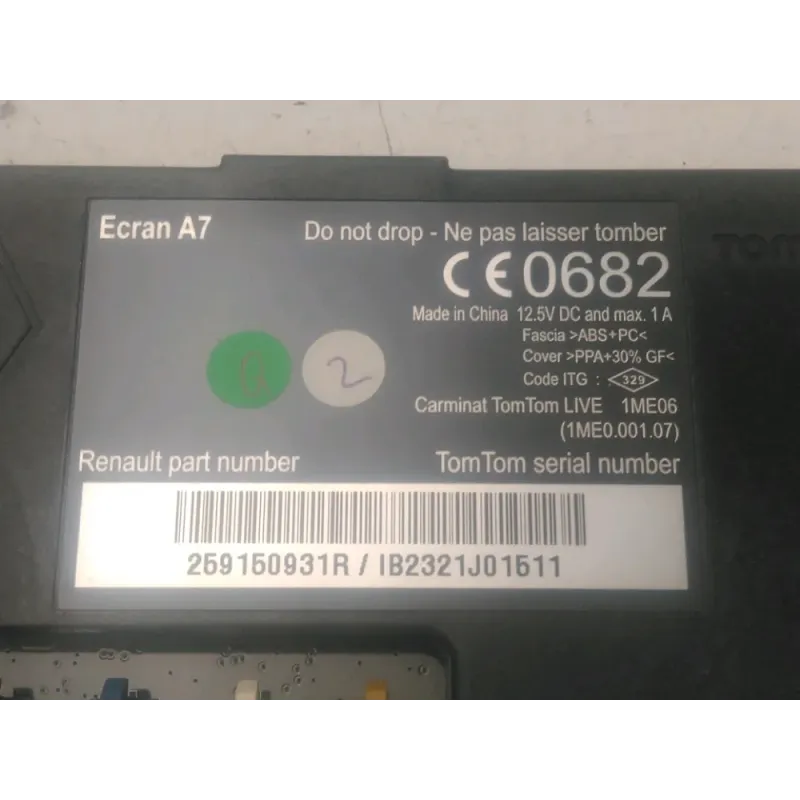 Ecran A7
Do not drop - Ne pas laisser tomber
CE0682
Made in China 12.5V DC and max. 1 A
Fascia >ABS+PC<
Cover >PPA+30% GF<
Code ITG : 329
2
Carminat TomTom LIVE 1ME06
(1ME0.001.07)
Renault part number
TomTom serial number
259150931R / IB2321J01511
TOM